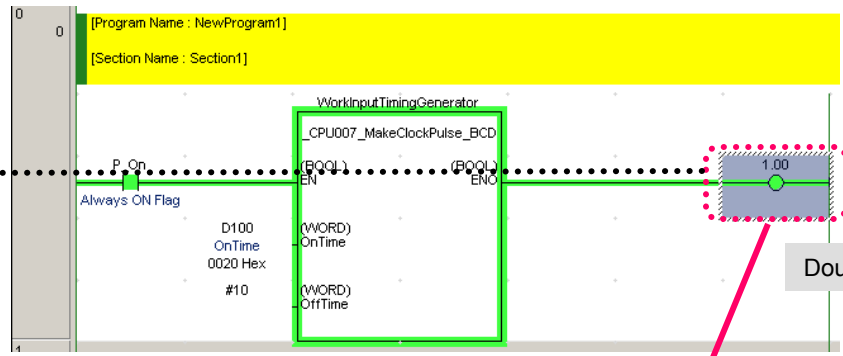 0
0
[Program Name : NewProgram1]
[Section Name : Section1]
WorkInputTimingGenerator
_CPU007_MakeClockPulse_BCD
P_On
(BOOL)
(BOOL)
1.00
EN
ENO
Always ON Flag
D100
(WORD)
OnTime
OnTime
0020 Hex
Dou
#10
(WORD)
OffTime
1